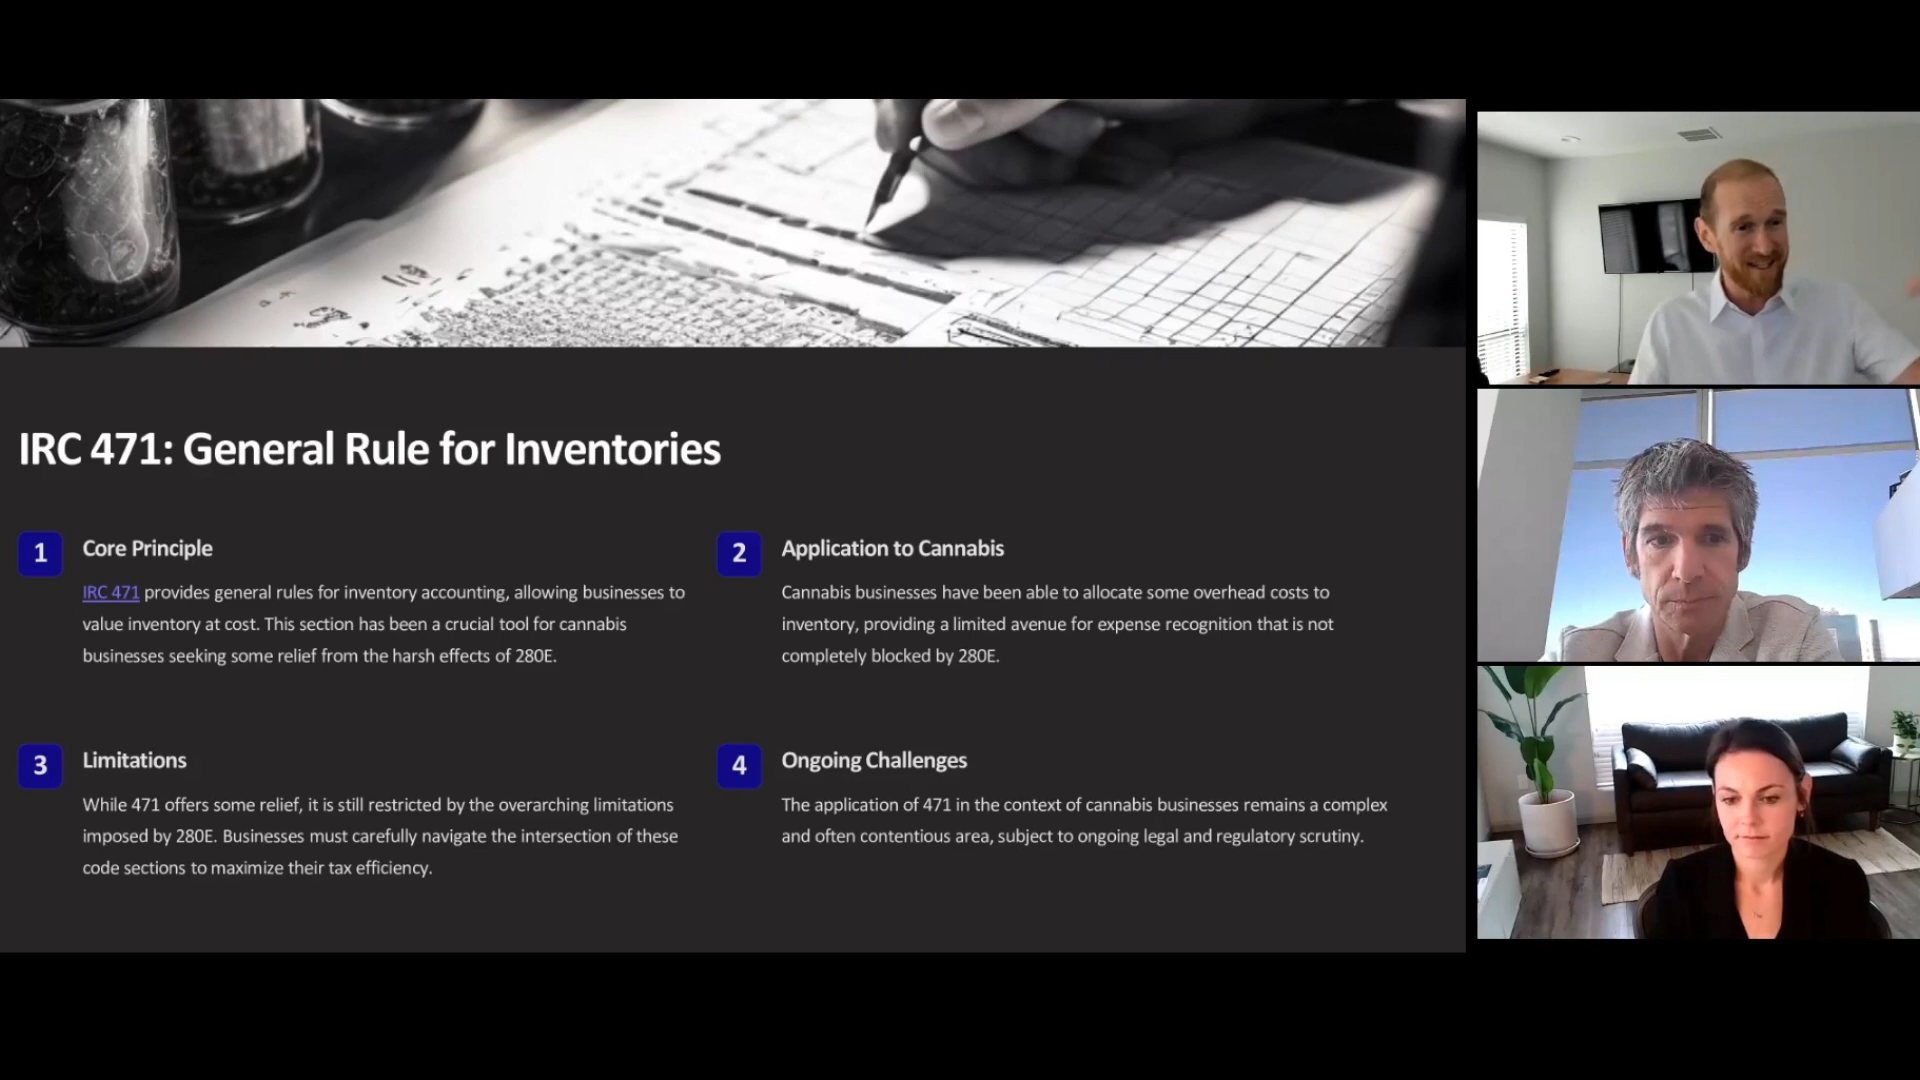 IRC 471: General Rule for Inventories
1
Core Principle
IRC 471 provides general rules for inventory accounting, allowing businesses to
value inventory at cost. This section has been a crucial tool for cannabis
businesses seeking some relief from the harsh effects of 280E.
2
Application to Cannabis
Cannabis businesses have been able to allocate some overhead costs to
inventory, providing a limited avenue for expense recognition that is not
completely blocked by 280E.
3
Limitations
While 471 offers some relief, it is still restricted by the overarching limitations
imposed by 280E. Businesses must carefully navigate the intersection of these
code sections to maximize their tax efficiency.
4
Ongoing Challenges
The application of 471 in the context of cannabis businesses remains a complex
and often contentious area, subject to ongoing legal and regulatory scrutiny.